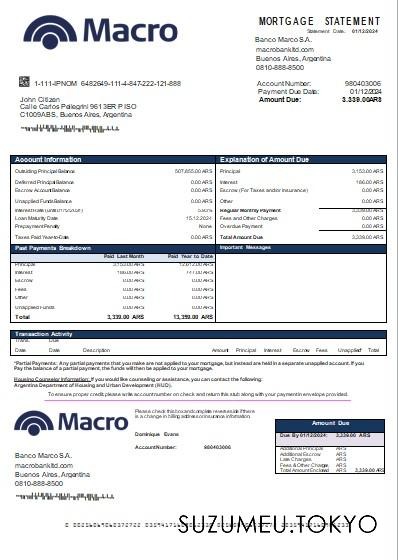 Macro
MORTGAGE STATEMENT
Statement Date: 01/12/2024
Banco Marco S.A.
macrobankltd.com
Buenos Aires, Argentina
0810-888-8500
1-111-IPNOM 6482649-111-4-847-222-121-888
Account Number: 980403006
Payment Due Date: 01/12/2024
Amount Due: 3.339.00ARS
John Citizen
Calle Carlos Pelegrini 9613ER PISO
C1009ABS, Buenos Aires, Argentina
Account Information
Outstanding Principal Balance 507,655.00 ARS
Deferred Principal Balance 0.00 ARS
Escrow Account Balance 0.00 ARS
Unapplied Funds Balance 0.00 ARS
Loan Maturity Date 15.12.2024
Prepayment Penalty None
Taxes Paid Year-to-Date 0.00 ARS
Explanation of Amount Due
Principal 3,153.00 ARS
Interest 186.00 ARS
Escrow (For Taxes and/or Insurance) 0.00 ARS
Other 0.00 ARS
Regular Monthly Payment 3,339.00 ARS
Fees and Other Charges 0.00 ARS
Overdue Payment 0.00 ARS
Total Amount Due 3,339.00 ARS
Past Payments Breakdown
Paid Last Month Paid Year to Date
Principal 3,153.00 ARS 12,612.00 ARS
Interest 186.00 ARS 747.00 ARS
Escrow 0.00 ARS 0.00 ARS
Fees 0.00 ARS 0.00 ARS
Other 0.00 ARS 0.00 ARS
Unapplied Funds 0.00 ARS 0.00 ARS
Total 3,339.00 ARS 13,359.00 ARS
Important Messages
Transaction Activity
Trans. Due
Date Date Description Amount Principal Interest Escrow Fees Unapplied Total
*Partial Payments: Any partial payments that you make are not applied to your mortgage, but instead are held in a separate unapplied account. If you
Pay the balance of a partial payment, the funds will then be applied to your mortgage.
Housing Counselor Information: If you would like counseling or assistance, you can contact the following:
Argentina Department of Housing and Urban Development (HUD).
To ensure proper credit please write account number on check and return this stub along with your payment in envelope provided.
Macro
Please check this box and complete reverse side if there
is a change in billing address or insurance information.
Dominique Evans
Account Number: 980403006
Banco Marco S.A.
macrobankltd.com
Buenos Aires, Argentina
0810-888-8500
Amount Due
Due By 01/12/2024: 3,339.00 ARS
Additional Principal ARS
Additional Escrow ARS
Late Charges ARS
Fees & Other Charges ARS
Total Amount Enclosed ARS 3,339.00 ARS
SUZUMEU.TOKYO